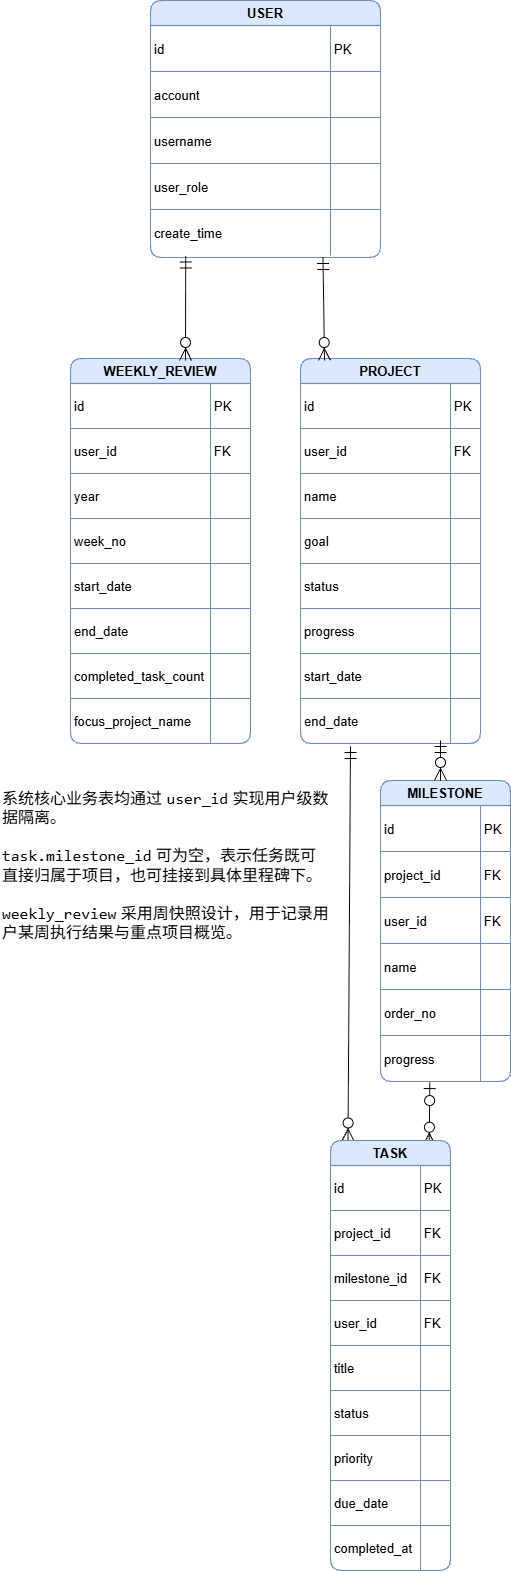 USER
id PK
account
username
user_role
create_time
WEEKLY_REVIEW
id PK
user_id FK
year
week_no
start_date
end_date
completed_task_count
focus_project_name
PROJECT
id PK
user_id FK
name
goal
status
progress
start_date
end_date
系统核心业务表均通过 user_id 实现用户级数
据隔离。
task.milestone_id 可为空，表示任务既可
直接归属于项目，也可挂接到具体里程碑下。
weekly_review 采用周快照设计，用于记录用
户某周执行结果与重点项目概览。
MILESTONE
id PK
project_id FK
user_id FK
name
order_no
progress
TASK
id PK
project_id FK
milestone_id FK
user_id FK
title
status
priority
due_date
completed_at